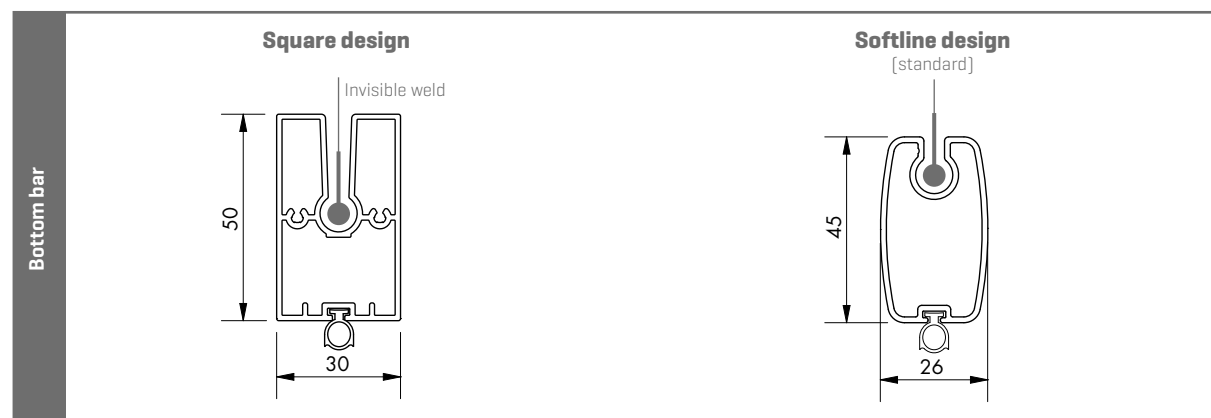 Bottom bar
Square design
Invisible weld
50
30
Softline design
(standard)
45
26